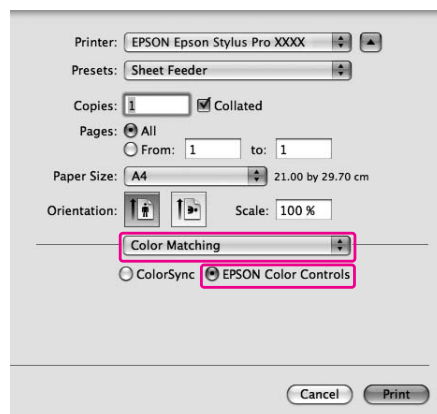 Printer: EPSON Epson Stylus Pro XXXX
Presets: Sheet Feeder
Copies: 1 Collated
Pages: All
From: 1 to: 1
Paper Size: A4 21.00 by 29.70 cm
Orientation: Scale: 100 %
Color Matching
ColorSync EPSON Color Controls
Cancel Print